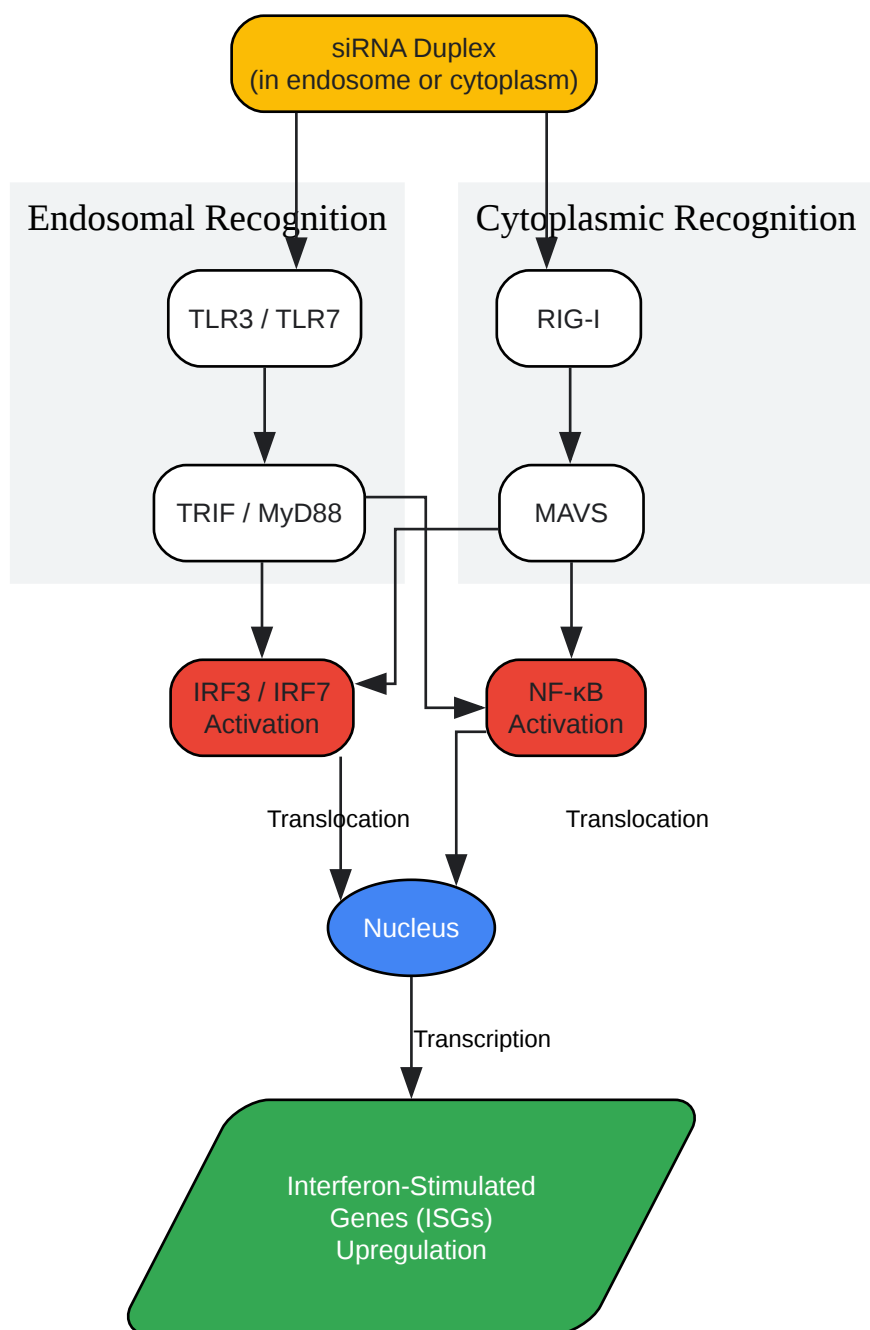 siRNA Duplex
(in endosome or cytoplasm)
Endosomal Recognition
Cytoplasmic Recognition
TLR3 / TLR7
RIG-I
TRIF / MyD88
MAVS
IRF3 / IRF7
Activation
NF-κB
Activation
Translocation
Translocation
Nucleus
Transcription
Interferon-Stimulated
Genes (ISGs)
Upregulation